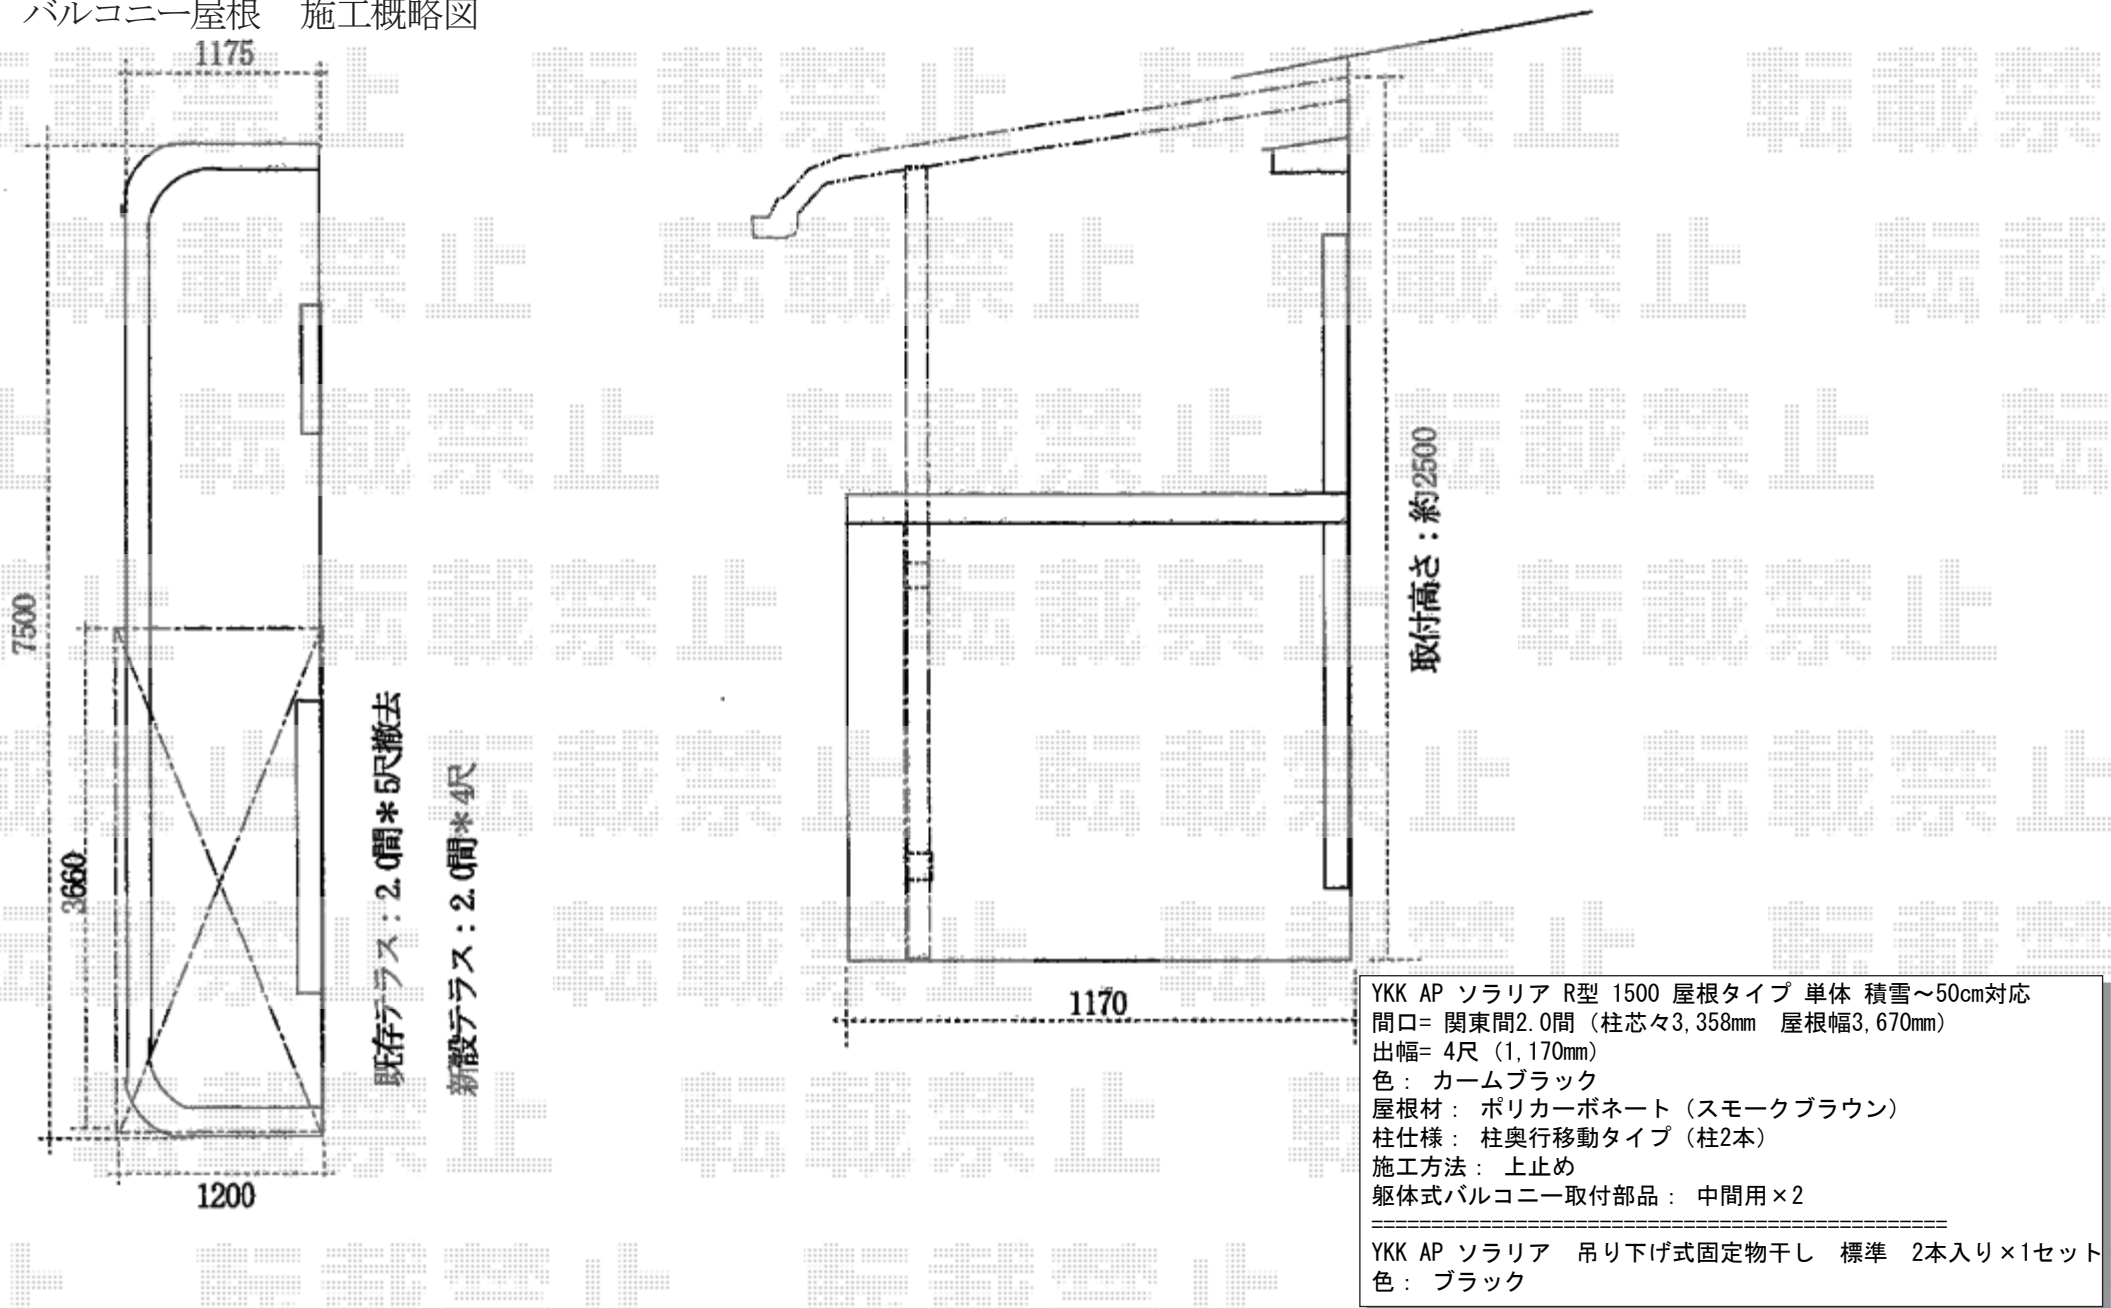 バルコニー屋根　施工概略図
1175
7500
3660
1200
既存テラス：2.0間＊5尺撤去
新設テラス：2.0間＊4尺
取付高さ：約2500
1170
YKK AP ソラリア R型 1500 屋根タイプ 単体 積雪～50cm対応
間口= 関東間2.0間（柱芯々3,358mm　屋根幅3,670mm）
出幅= 4尺（1,170mm）
色： カームブラック
屋根材： ポリカーボネート（スモークブラウン）
柱仕様： 柱奥行移動タイプ（柱2本）
施工方法： 上止め
躯体式バルコニー取付部品： 中間用×2
================================================
YKK AP ソラリア　吊り下げ式固定物干し　標準　2本入り×1セット
色： ブラック
転載禁止